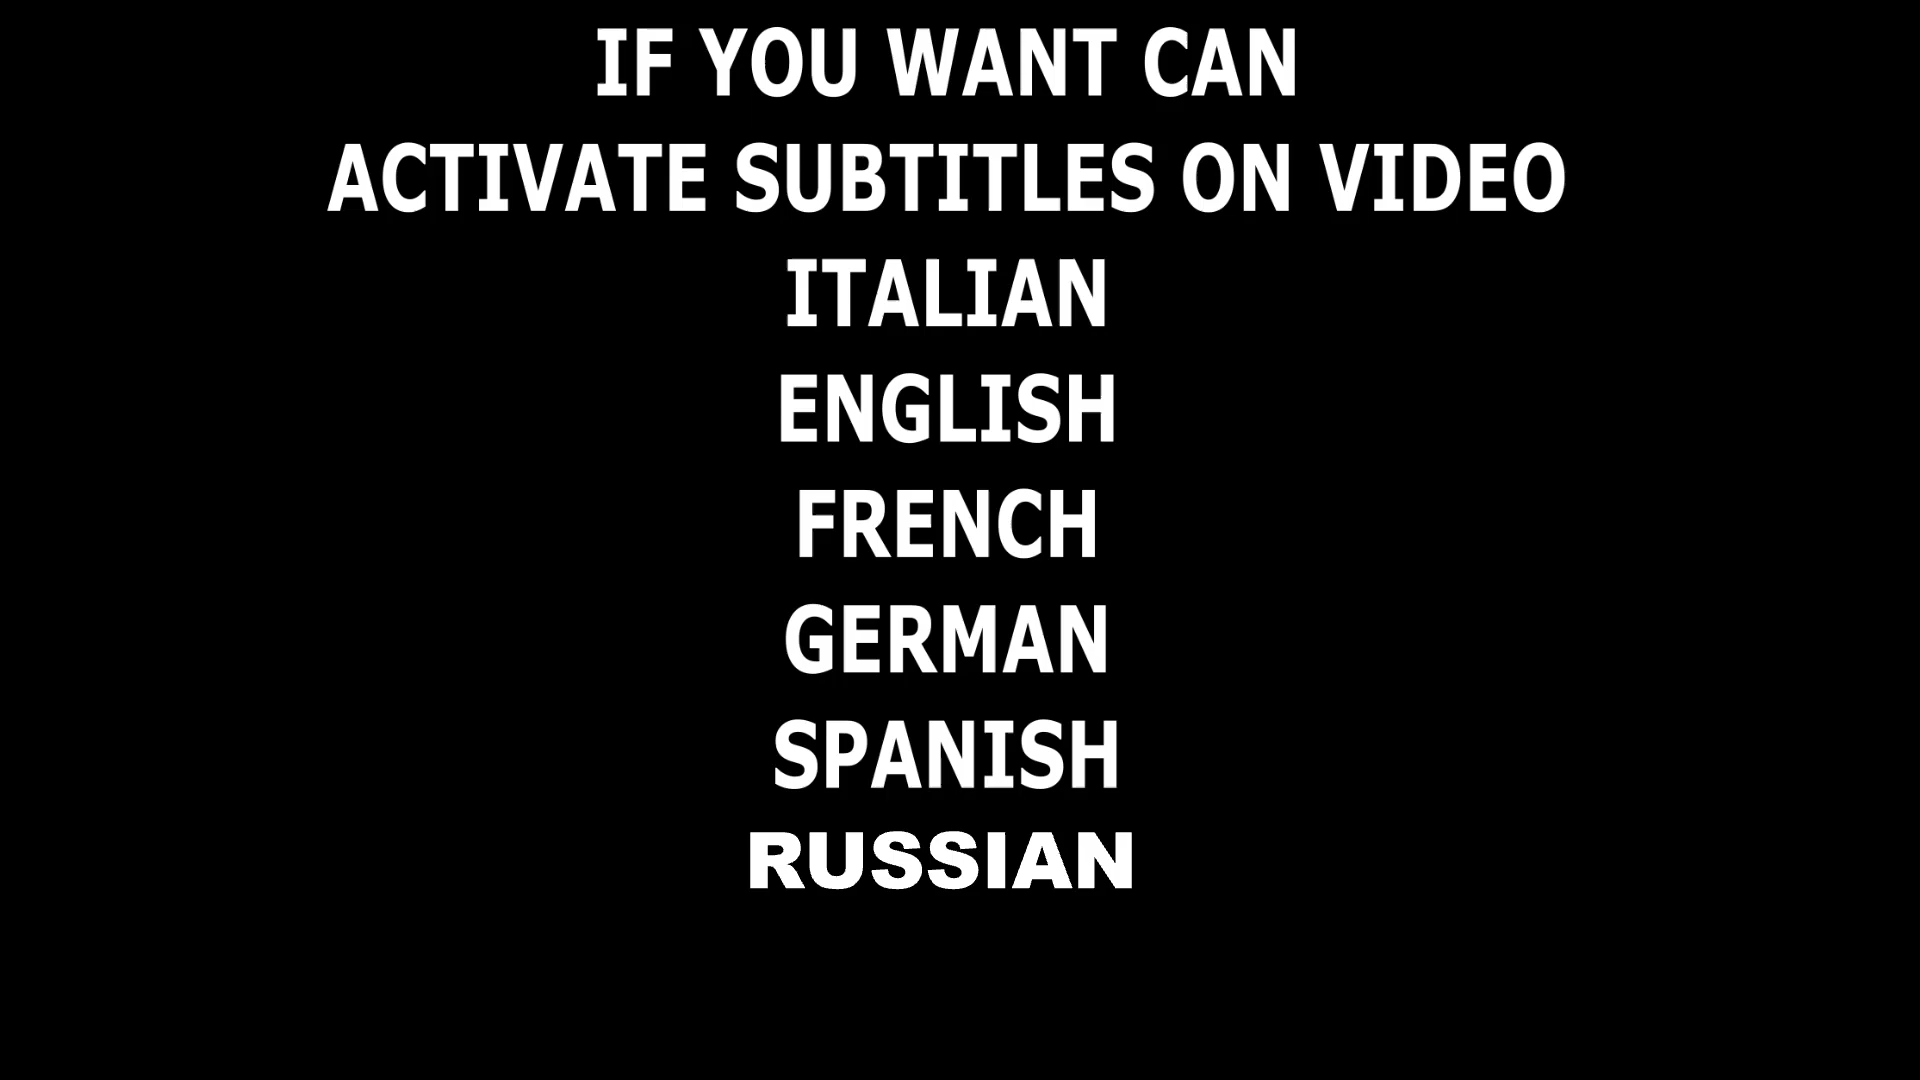 IF YOU WANT CAN
ACTIVATE SUBTITLES ON VIDEO
ITALIAN
ENGLISH
FRENCH
GERMAN
SPANISH
RUSSIAN